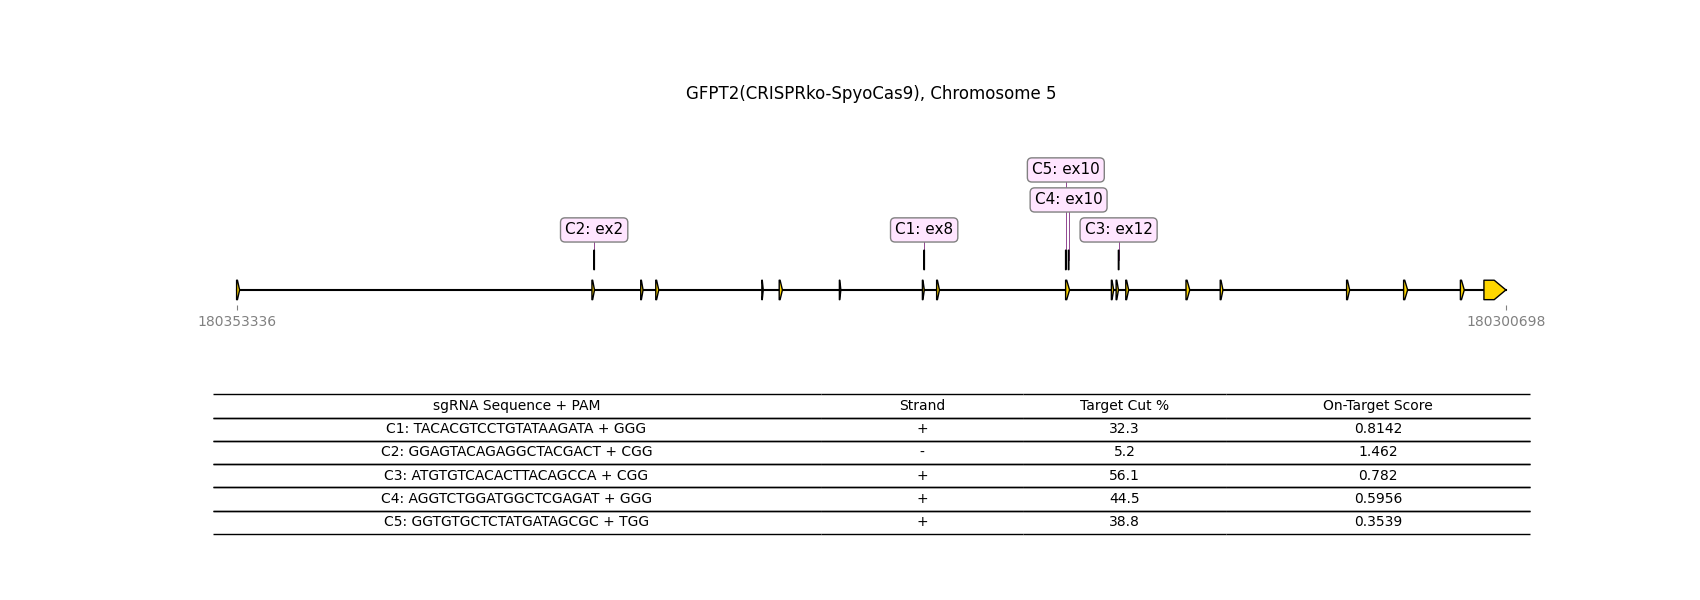 GFPT2(CRISPRko-SpyoCas9), Chromosome 5
C5: ex10
C4: ex10
C2: ex2 C1: ex8 C3: ex12
180353336 180300698
sgRNA Sequence + PAM Strand Target Cut % On-Target Score
C1: TACACGTCCTGTATAAGATA + GGG + 32.3 0.8142
C2: GGAGTACAGAGGCTACGACT + CGG - 5.2 1.462
C3: ATGTGTCACACTTACAGCCA + CGG + 56.1 0.782
C4: AGGTCTGGATGGCTCGAGAT + GGG + 44.5 0.5956
C5: GGTGTGCTCTATGATAGCGC + TGG + 38.8 0.3539